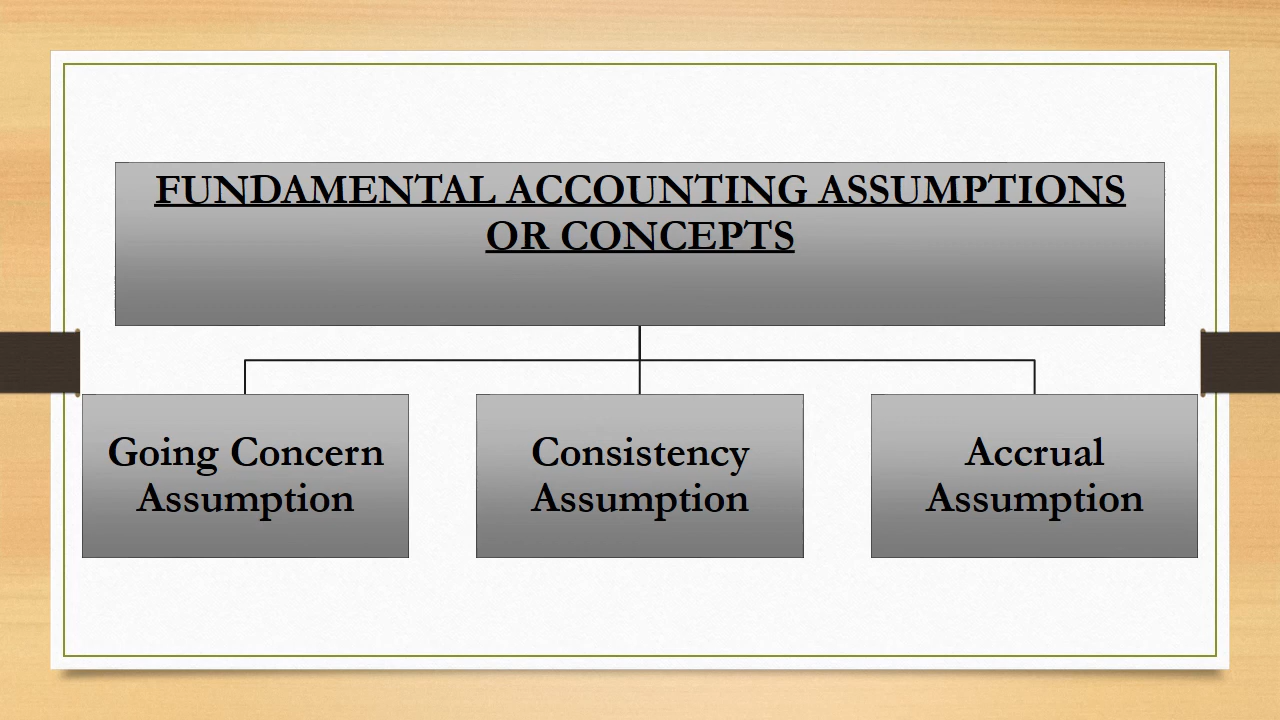 FUNDAMENTAL ACCOUNTING ASSUMPTIONS
OR CONCEPTS
Going Concern
Assumption
Consistency
Assumption
Accrual
Assumption